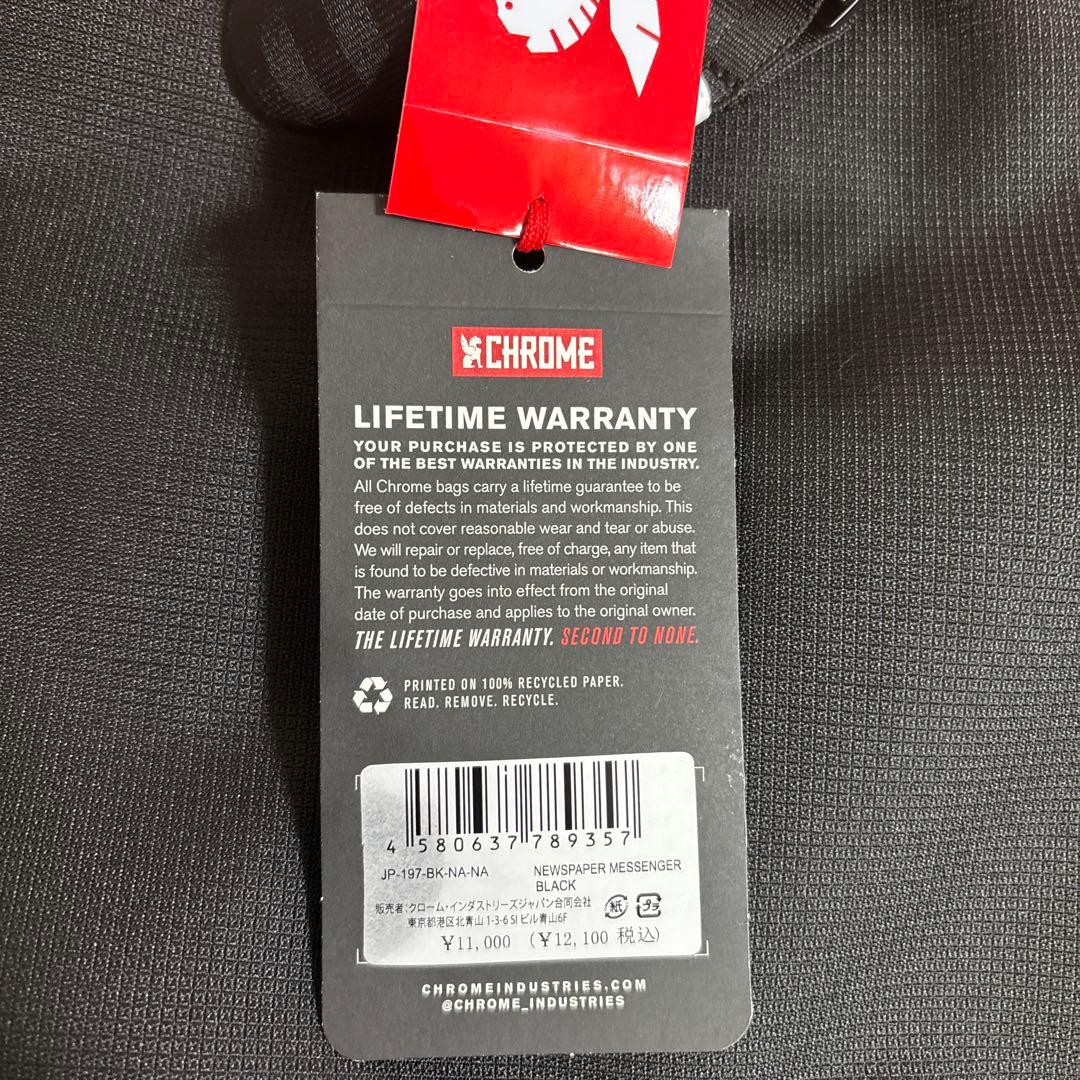 CHROME
LIFETIME WARRANTY
YOUR PURCHASE IS PROTECTED BY ONE
OF THE BEST WARRANTIES IN THE INDUSTRY.
All Chrome bags carry a lifetime guarantee to be
free of defects in materials and workmanship. This
does not cover reasonable wear and tear or abuse.
We will repair or replace, free of charge, any item that
is found to be defective in materials or workmanship.
The warranty goes into effect from the original
date of purchase and applies to the original owner.
THE LIFETIME WARRANTY. SECOND TO NONE.
PRINTED ON 100% RECYCLED PAPER.
READ. REMOVE. RECYCLE.
4 580637 789357
JP-197-BK-NA-NA NEWSPAPER MESSENGER
BLACK
販売者:クローム・インダストリーズジャパン合同会社 紙 プラ
東京都港区北青山 1-3-6 SIビル青山6F
¥11,000 (¥12,100 税込)
CHROMEINDUSTRIES.COM
@CHROME_INDUSTRIES